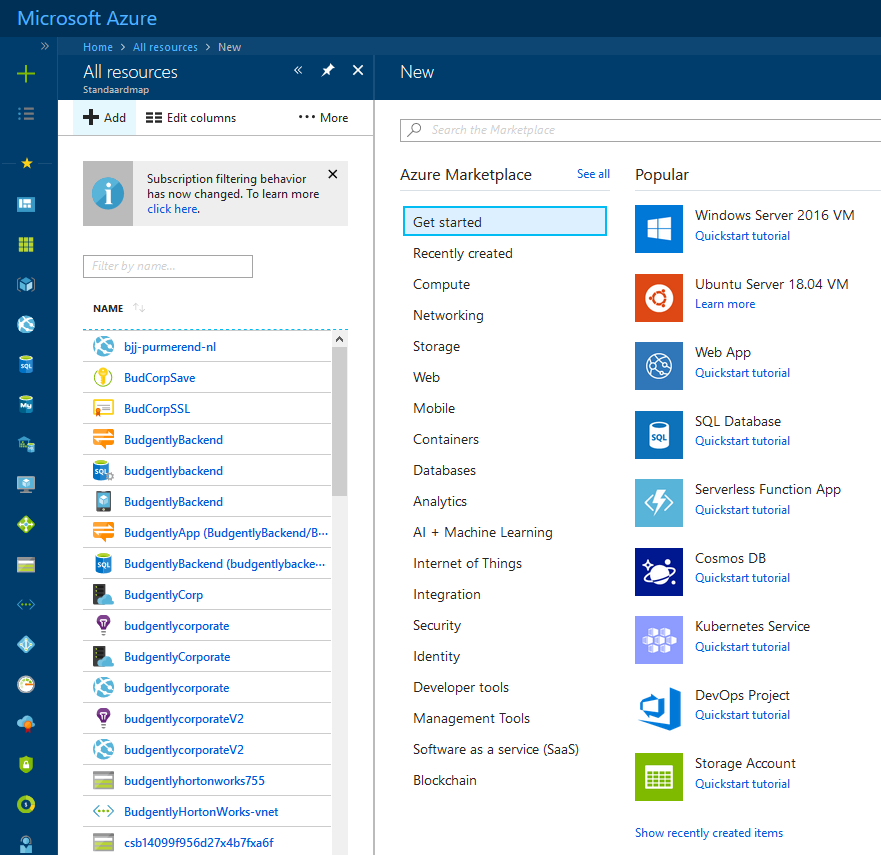 Microsoft Azure
Home > All resources > New
All resources
Standaardmap
Add
Edit columns
More
Subscription filtering behavior
has now changed. To learn more
click here.
Filter by name...
NAME
bjj-purmerend-nl
BudCorpSave
BudCorpSSL
BudgentlyBackend
budgentlybackend
BudgentlyBackend
BudgentlyApp (BudgentlyBackend/B···
BudgentlyBackend (budgentlybacke···
BudgentlyCorp
budgentlycorporate
BudgentlyCorporate
budgentlycorporate
budgentlycorporateV2
budgentlycorporateV2
budgentlyhortonworks755
BudgentlyHortonWorks-vnet
csb14099f956d27x4b7fxa6f
New
Search the Marketplace
Azure Marketplace
See all
Get started
Recently created
Compute
Networking
Storage
Web
Mobile
Containers
Databases
Analytics
AI + Machine Learning
Internet of Things
Integration
Security
Identity
Developer tools
Management Tools
Software as a service (SaaS)
Blockchain
Popular
Windows Server 2016 VM
Quickstart tutorial
Ubuntu Server 18.04 VM
Learn more
Web App
Quickstart tutorial
SQL
SQL Database
Quickstart tutorial
Serverless Function App
Quickstart tutorial
Cosmos DB
Quickstart tutorial
Kubernetes Service
Quickstart tutorial
DevOps Project
Quickstart tutorial
Storage Account
Quickstart tutorial
Show recently created items